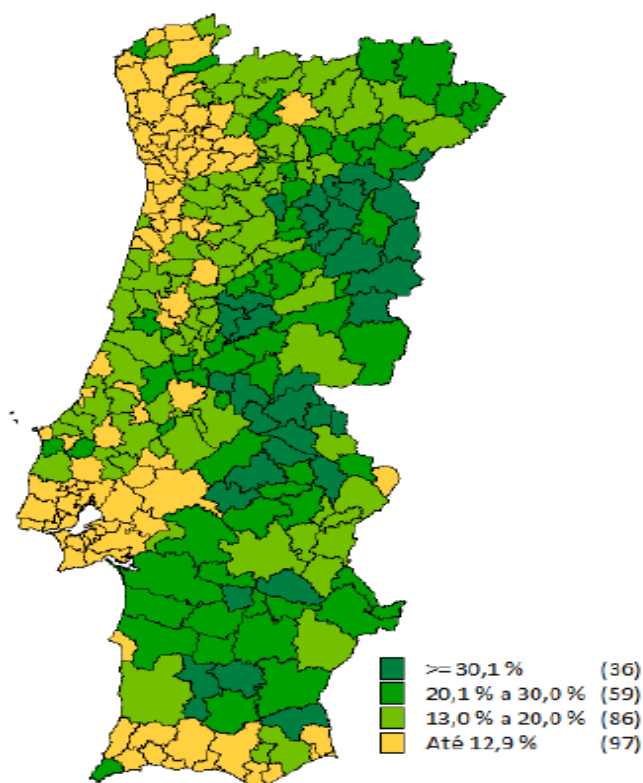 >= 30,1 % (36)
20,1 % a 30,0 % (59)
13,0 % a 20,0 % (86)
Até 12,9 % (97)